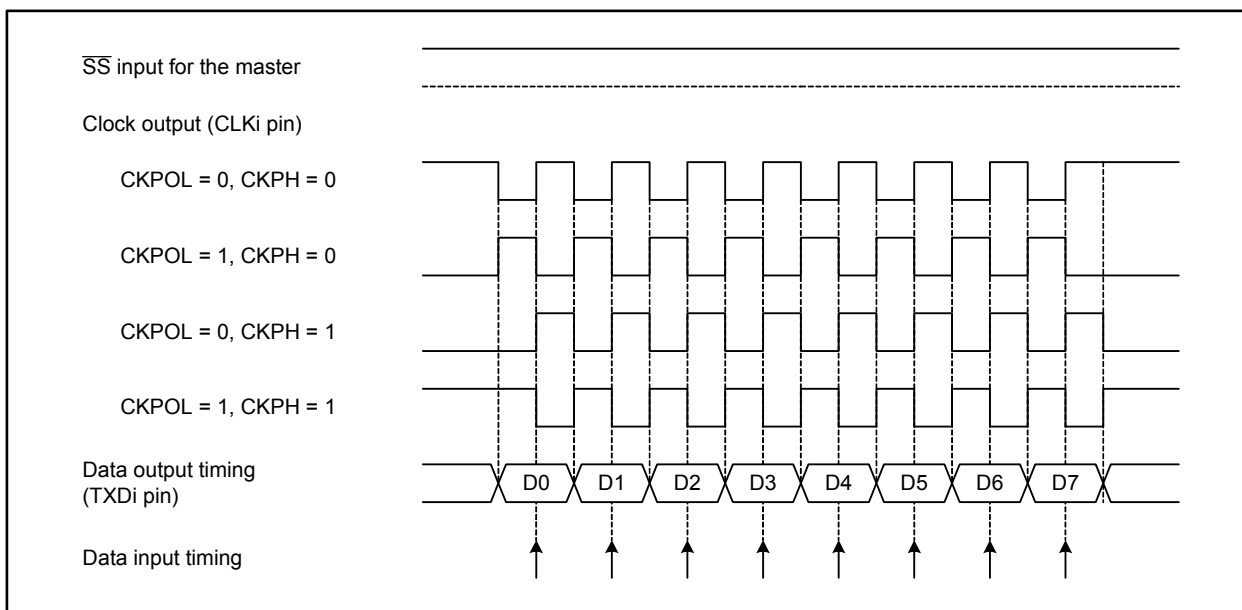 S̅S̅ input for the master
Clock output (CLKi pin)
CKPOL = 0, CKPH = 0
CKPOL = 1, CKPH = 0
CKPOL = 0, CKPH = 1
CKPOL = 1, CKPH = 1
Data output timing
(TXDi pin)
D0 D1 D2 D3 D4 D5 D6 D7
Data input timing